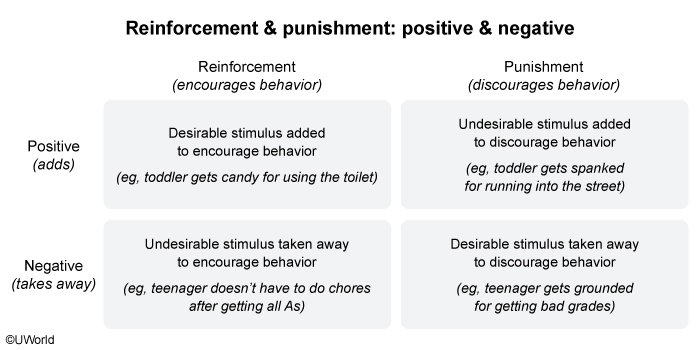 Reinforcement & punishment: positive & negative
Reinforcement
(encourages behavior)
Punishment
(discourages behavior)
Positive
(adds)
Desirable stimulus added
to encourage behavior
(eg, toddler gets candy for using the toilet)
Undesirable stimulus added
to discourage behavior
(eg, toddler gets spanked
for running into the street)
Negative
(takes away)
Undesirable stimulus taken away
to encourage behavior
(eg, teenager doesn't have to do chores
after getting all As)
Desirable stimulus taken away
to discourage behavior
(eg, teenager gets grounded
for getting bad grades)
©UWorld